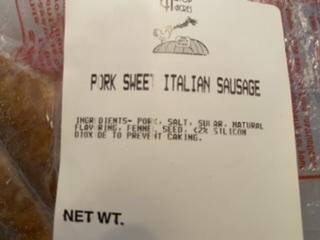 ACRES
PORK SWEET ITALIAN SAUSAGE
INGREDIENTS- PORK, SALT, SUGAR, NATURAL
FLAVORING, FENNEL SEED, <2% SILICON
DIOXIDE TO PREVENT CAKING.
NET WT.